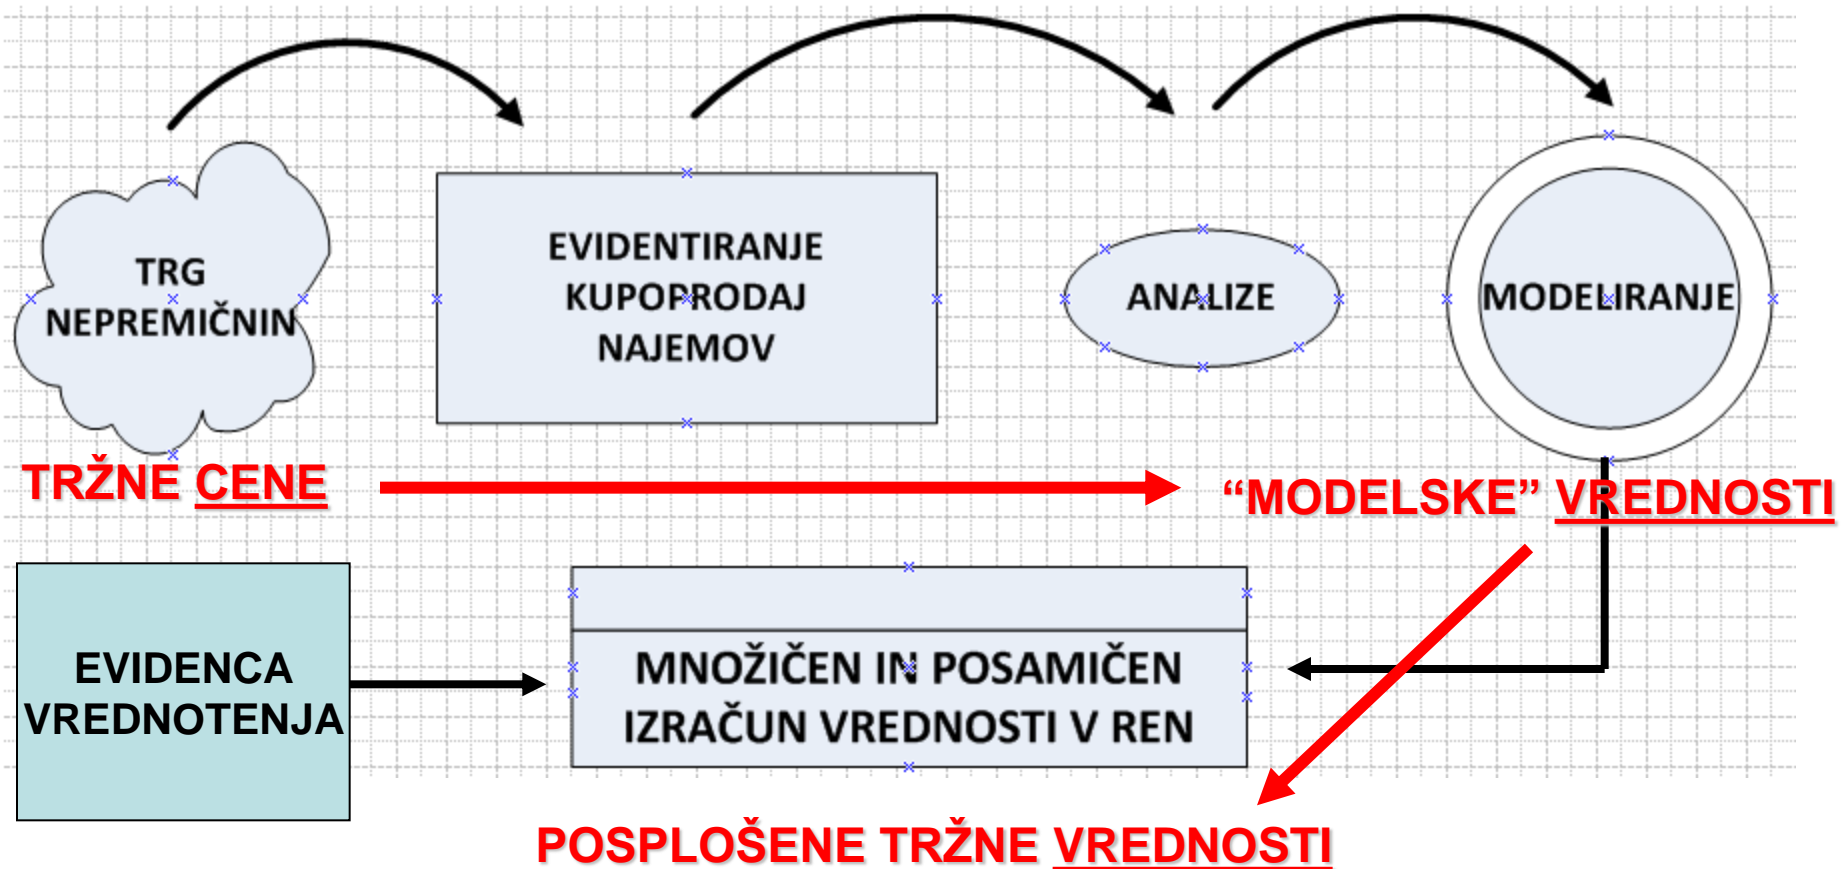 TRG
NEPREMIČNIN
EVIDENTIRANJE
KUPOPRODAJ
NAJEMOV
ANALIZE
MODELIRANJE
TRŽNE CENE
“MODELSKE” VREDNOSTI
EVIDENCA
VREDNOTENJA
MNOŽIČEN IN POSAMIČEN
IZRAČUN VREDNOSTI V REN
POSPLOŠENE TRŽNE VREDNOSTI